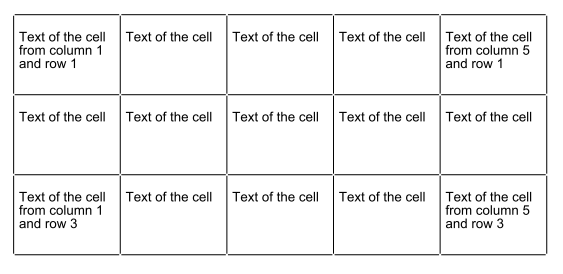 Text of the cell from column 1 and row 1
Text of the cell
Text of the cell
Text of the cell
Text of the cell from column 5 and row 1
Text of the cell
Text of the cell
Text of the cell
Text of the cell
Text of the cell
Text of the cell from column 1 and row 3
Text of the cell
Text of the cell
Text of the cell
Text of the cell from column 5 and row 3